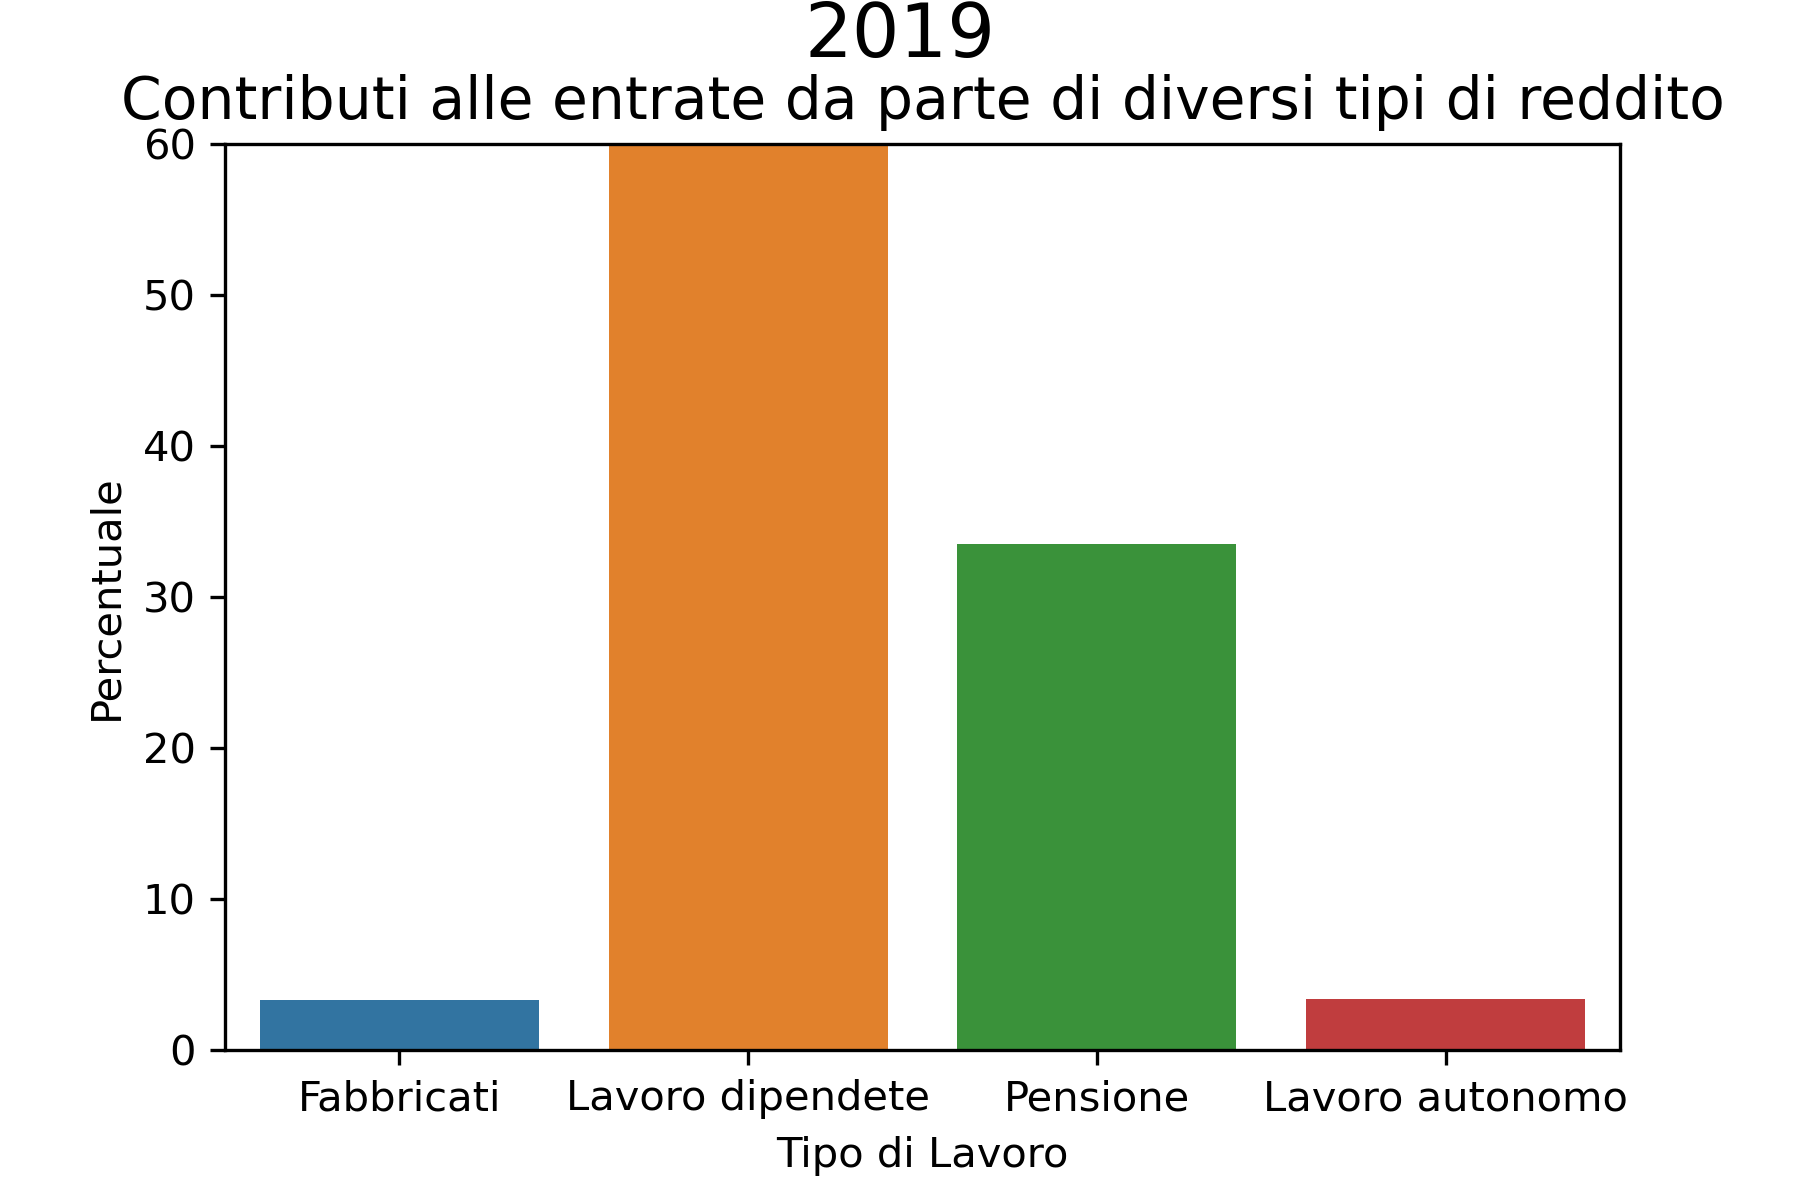 2019
Contributi alle entrate da parte di diversi tipi di reddito
60
50
40
30
20
10
0
Percentuale
Fabbricati
Lavoro dipendete
Pensione
Lavoro autonomo
Tipo di Lavoro